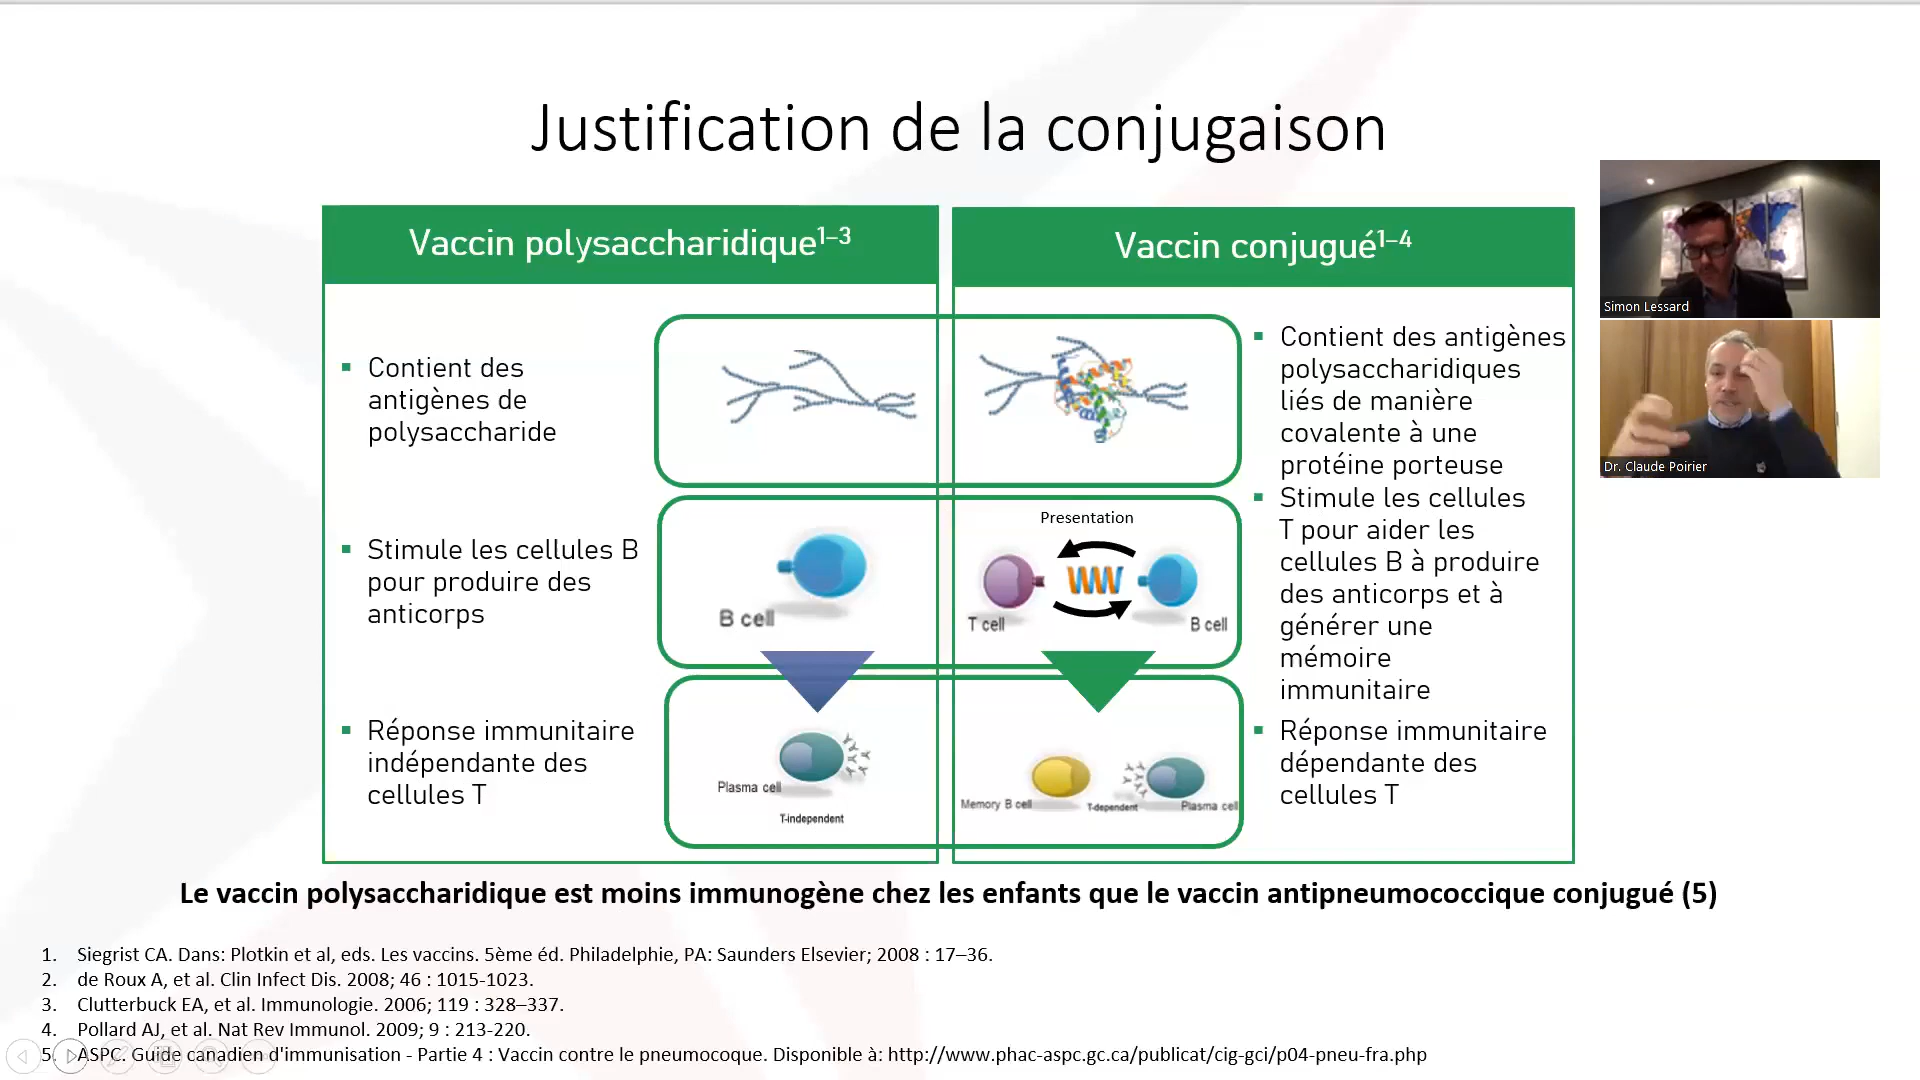 Justification de la conjugaison
Vaccin polysaccharidique1–3
Contient des
antigènes de
polysaccharide
Stimule les cellules B
pour produire des
anticorps
Réponse immunitaire
indépendante des
cellules T
B cell
Plasma cell
T-independent
Vaccin conjugué1–4
Presentation
T cell
B cell
Memory B cell
T-dependent
Plasma cell
Contient des antigènes
polysaccharidiques
liés de manière
covalente à une
protéine porteuse
Stimule les cellules
T pour aider les
cellules B à produire
des anticorps et à
générer une
mémoire
immunitaire
Réponse immunitaire
dépendante des
cellules T
Simon Lessard
Dr. Claude Poirier
Le vaccin polysaccharidique est moins immunogène chez les enfants que le vaccin antipneumococcique conjugué (5)
1. Siegrist CA. Dans: Plotkin et al, eds. Les vaccins. 5ème éd. Philadelphie, PA: Saunders Elsevier; 2008 : 17–36.
2. de Roux A, et al. Clin Infect Dis. 2008; 46 : 1015-1023.
3. Clutterbuck EA, et al. Immunologie. 2006; 119 : 328–337.
4. Pollard AJ, et al. Nat Rev Immunol. 2009; 9 : 213-220.
5. ASPC. Guide canadien d'immunisation - Partie 4 : Vaccin contre le pneumocoque. Disponible à: http://www.phac-aspc.gc.ca/publicat/cig-gci/p04-pneu-fra.php